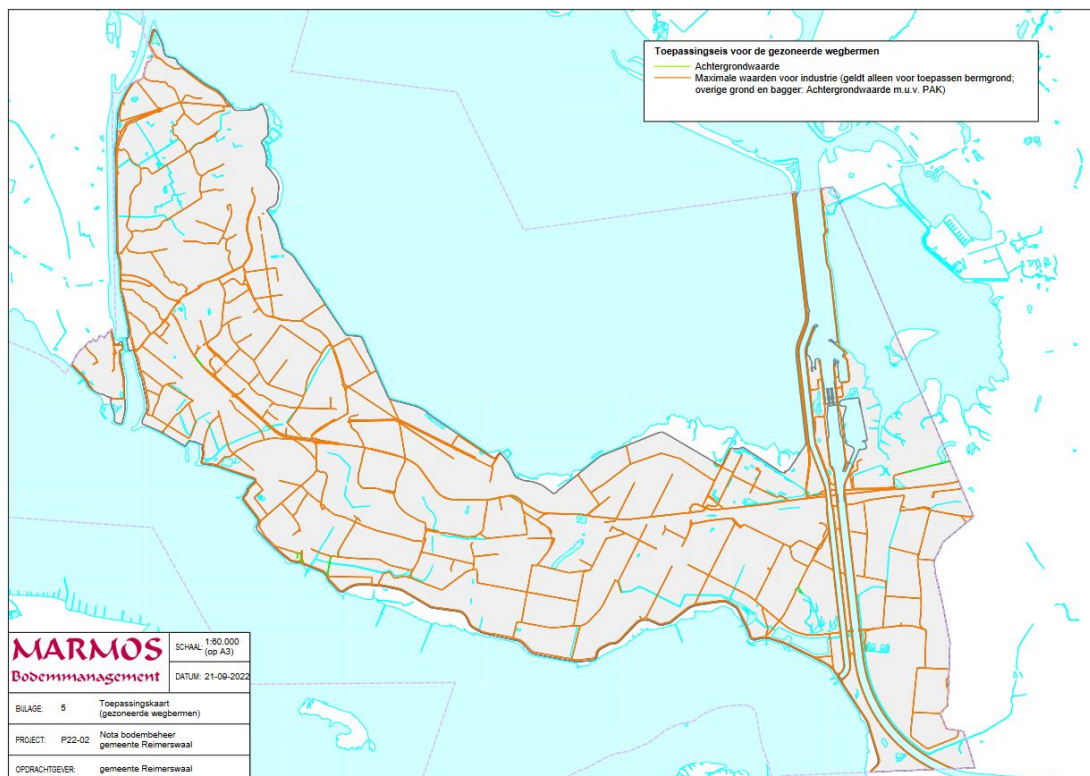 Toepassingseis voor de gezoneerde wegbermen
Achtergrondwaarde
Maximale waarden voor industrie (geldt alleen voor toepassen bermgrond;
overige grond en bagger: Achtergrondwaarde m.u.v. PAK)
MARMOS
Bodemmanagement
SCHAAL: 1:60.000
(op A3)
DATUM: 21-09-2022
BIJLAGE: 5 Toepassingskaart
(gezoneerde wegbermen)
PROJECT: P22-02 Nota bodembeheer
gemeente Reimerswaal
OPDRACHTGEVER: gemeente Reimerswaal